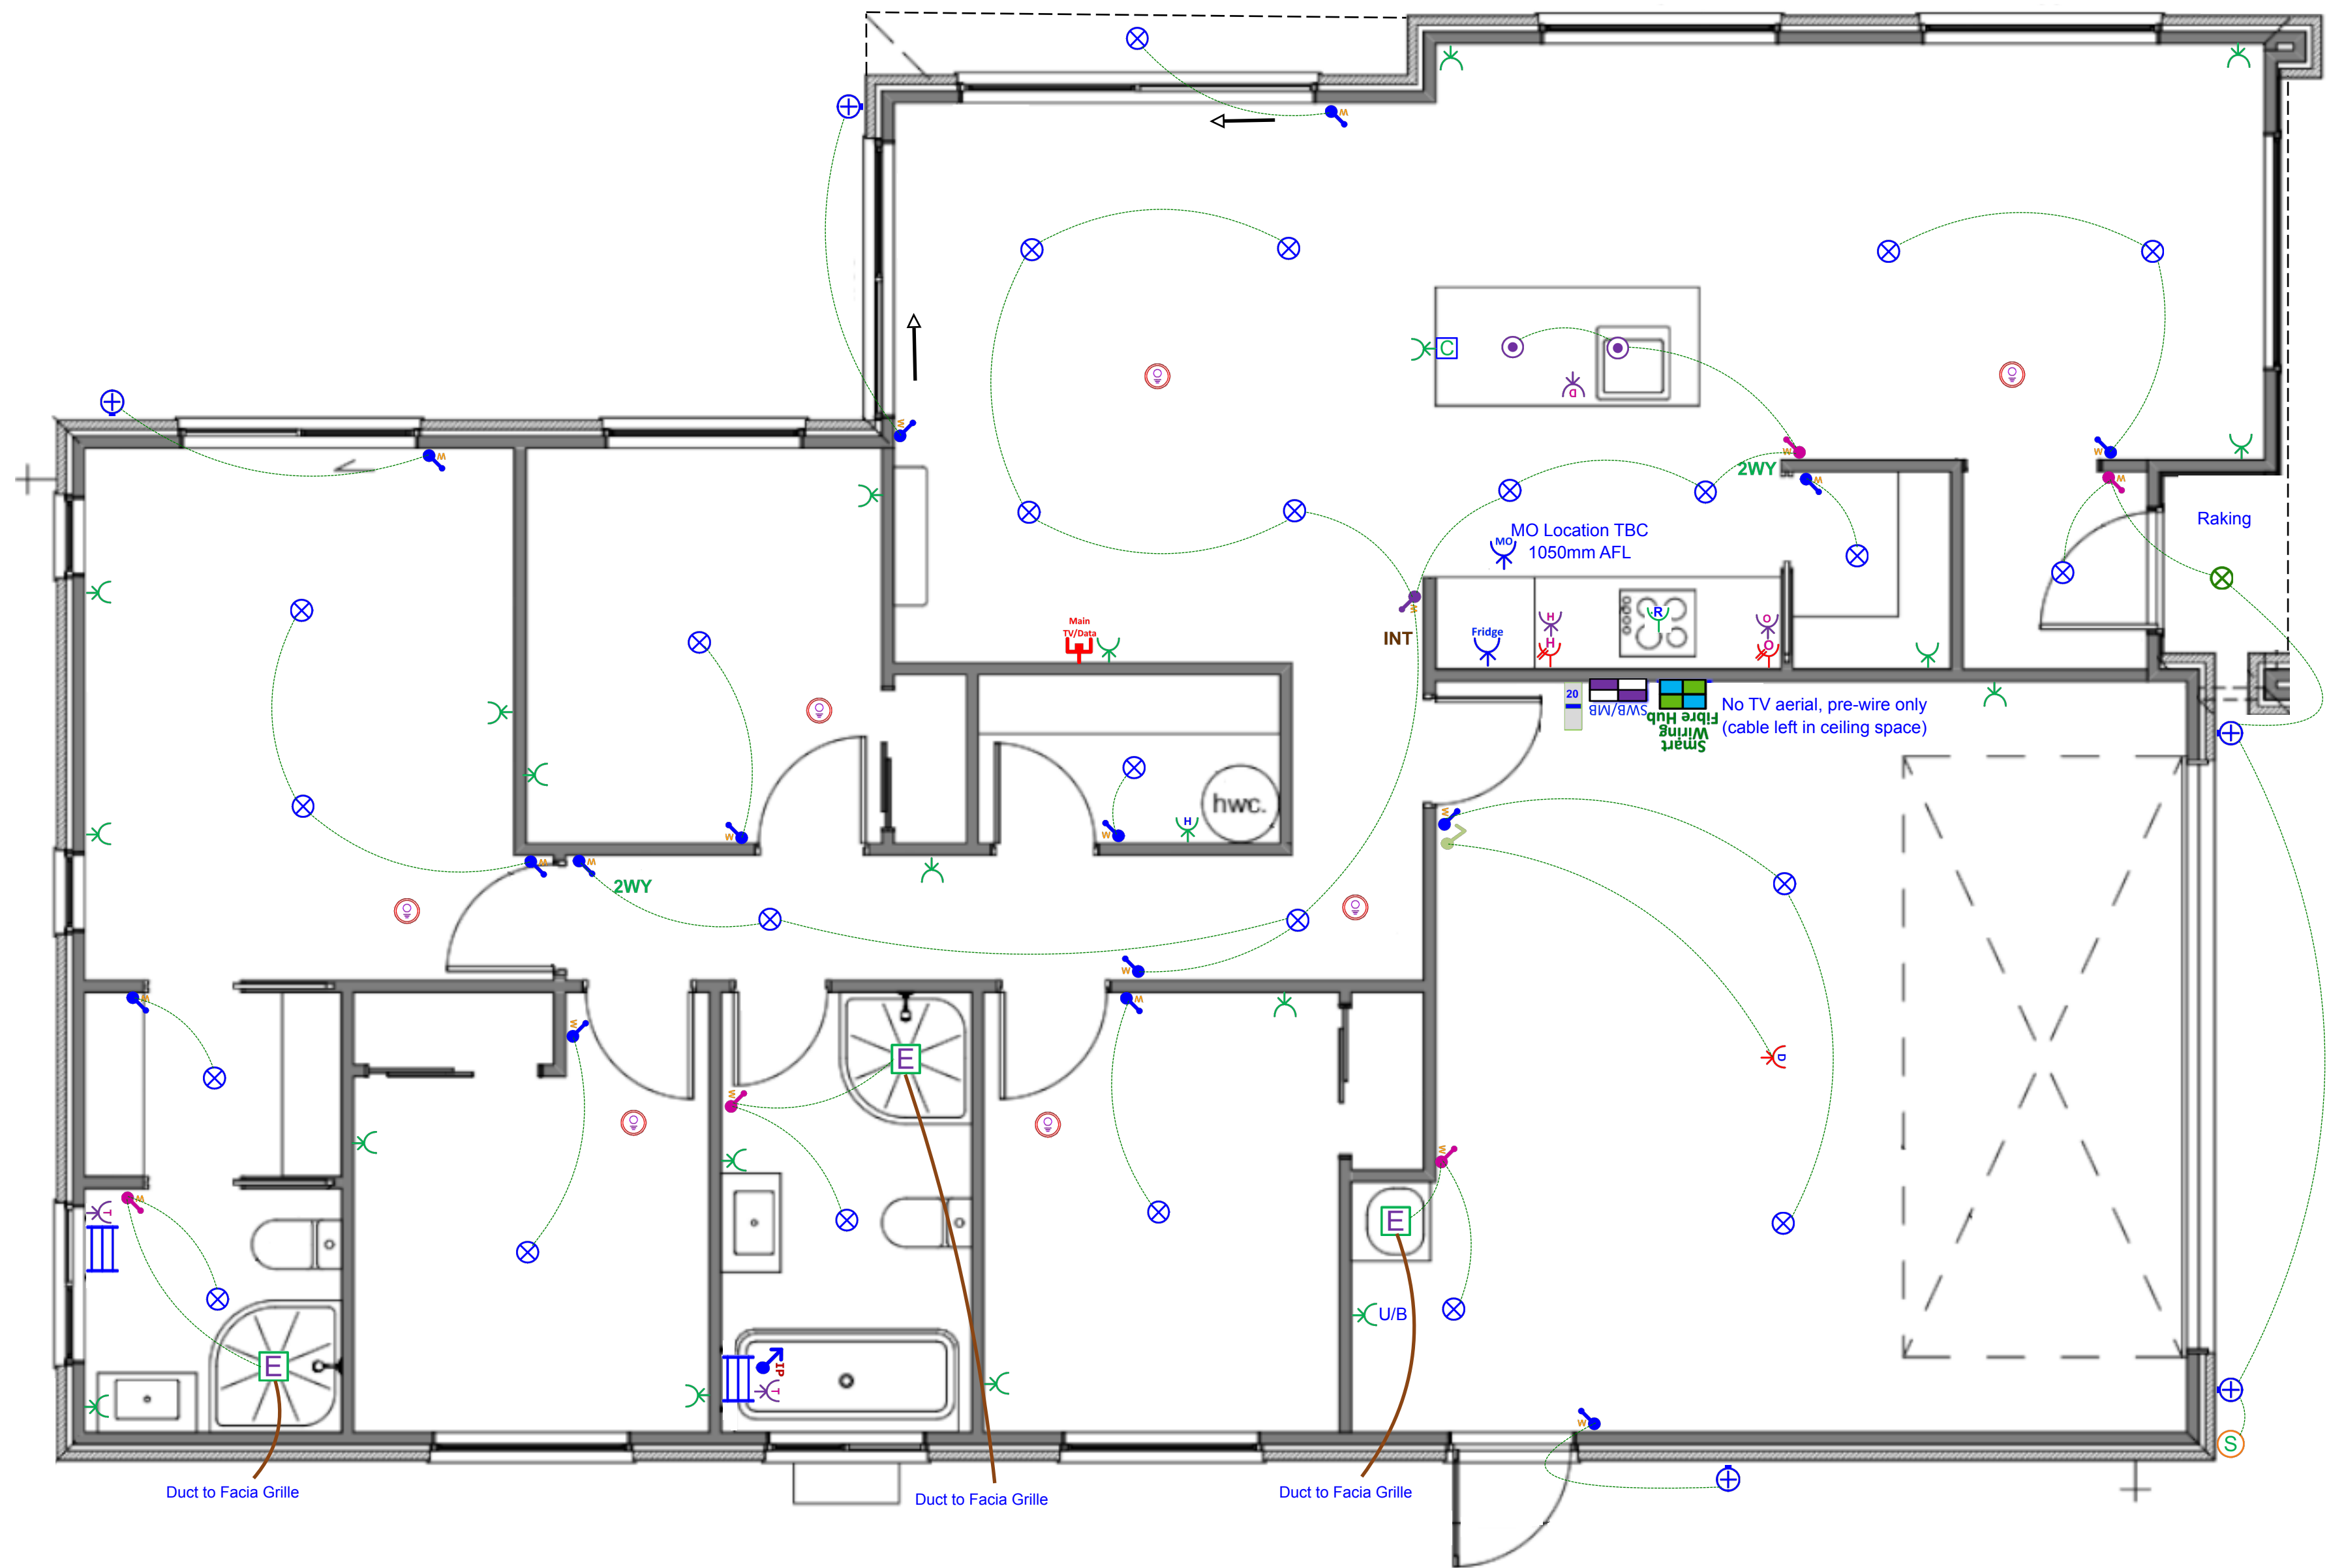 W
W
C
D
W
W
W
2WY
W
W
W
Raking
MO Location TBC
MO
1050mm AFL
W
INT
Main
TV/Data
Fridge
H
H
R
O
O
20
SWB/MB
Smart
Wiring
Fibre Hub
No TV aerial, pre-wire only
(cable left in ceiling space)
hwc.
W
W
H
W
W
W
2WY
W
W
W
W
E
D
W
W
W
T
E
U/B
E
IP
T
W
S
Duct to Facia Grille
Duct to Facia Grille
Duct to Facia Grille